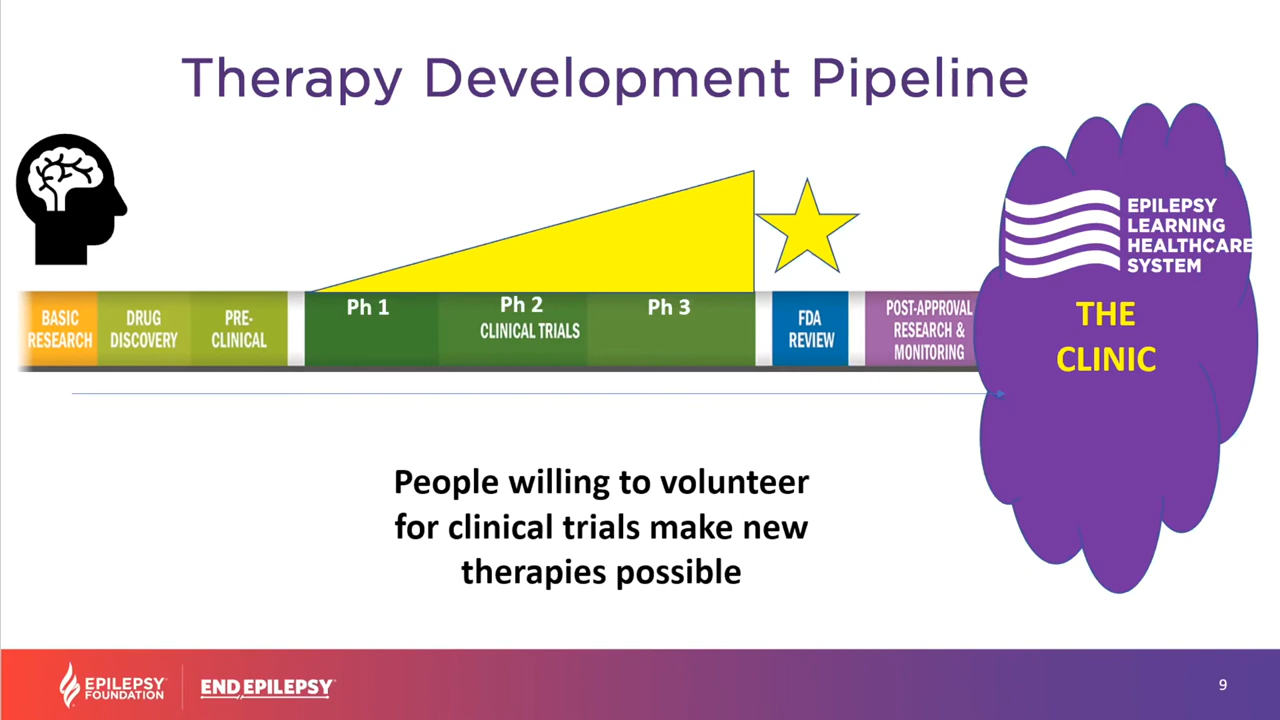 Therapy Development Pipeline
EPILEPSY
LEARNING
HEALTHCARE
SYSTEM
THE
CLINIC
BASIC
RESEARCH
DRUG
DISCOVERY
PRE-
CLINICAL
Ph 1
Ph 2
Ph 3
CLINICAL TRIALS
FDA
REVIEW
POST-APPROVAL
RESEARCH &
MONITORING
People willing to volunteer
for clinical trials make new
therapies possible
EPILEPSY
FOUNDATION
END EPILEPSY
9